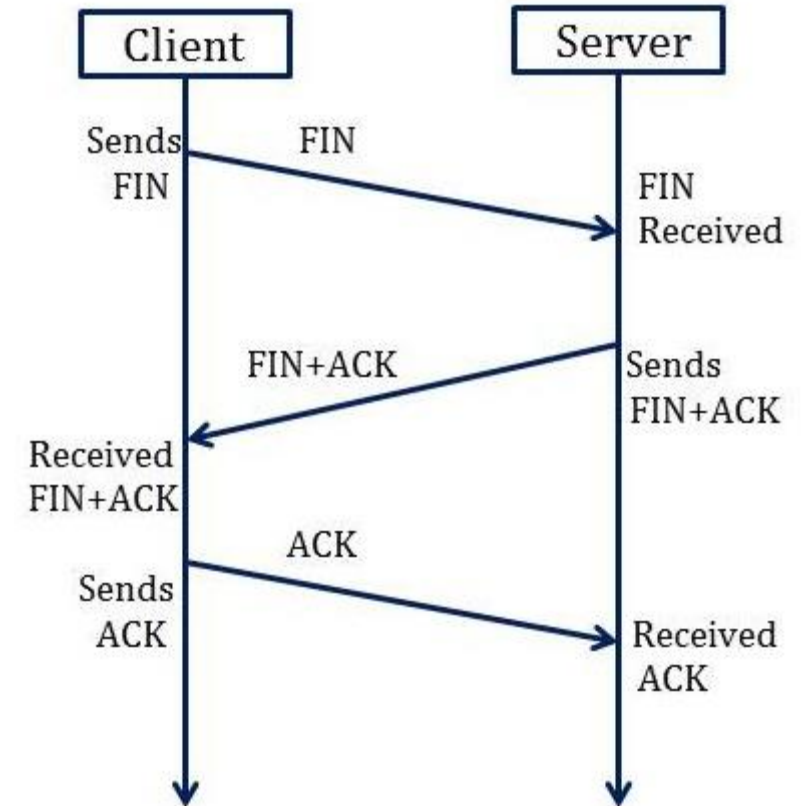 Client
Server
Sends
FIN
FIN
FIN
Received
FIN+ACK
Sends
FIN+ACK
Received
FIN+ACK
ACK
Sends
ACK
Received
ACK